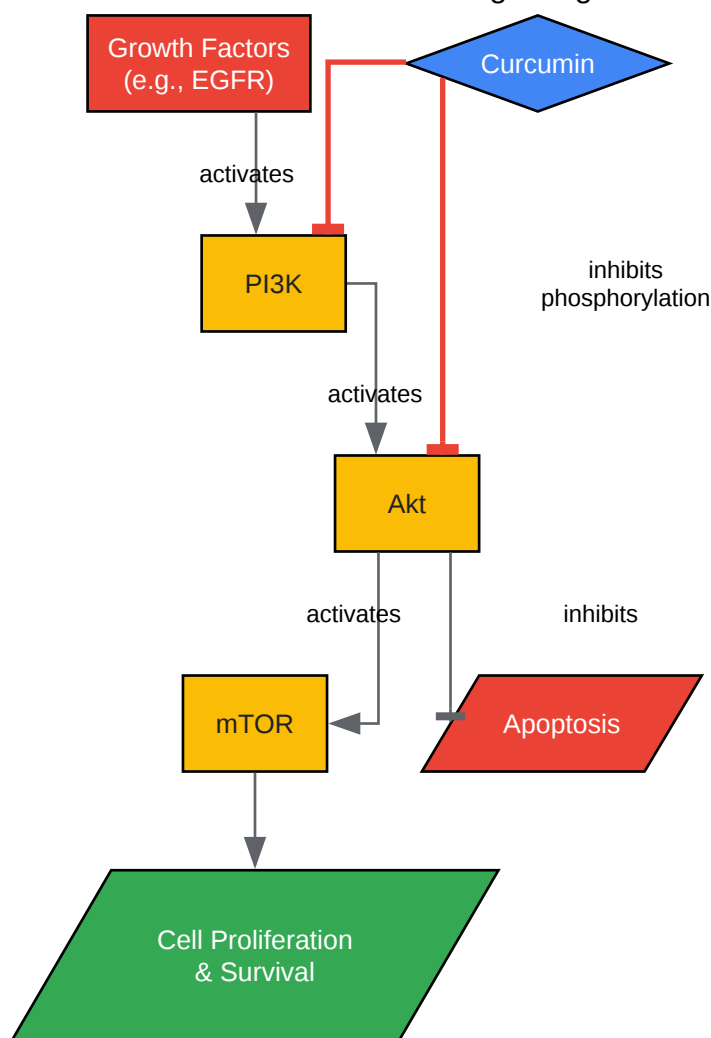 Growth Factors
(e.g., EGFR)
Curcumin
activates
PI3K
inhibits
phosphorylation
activates
Akt
activates
inhibits
mTOR
Apoptosis
Cell Proliferation
& Survival